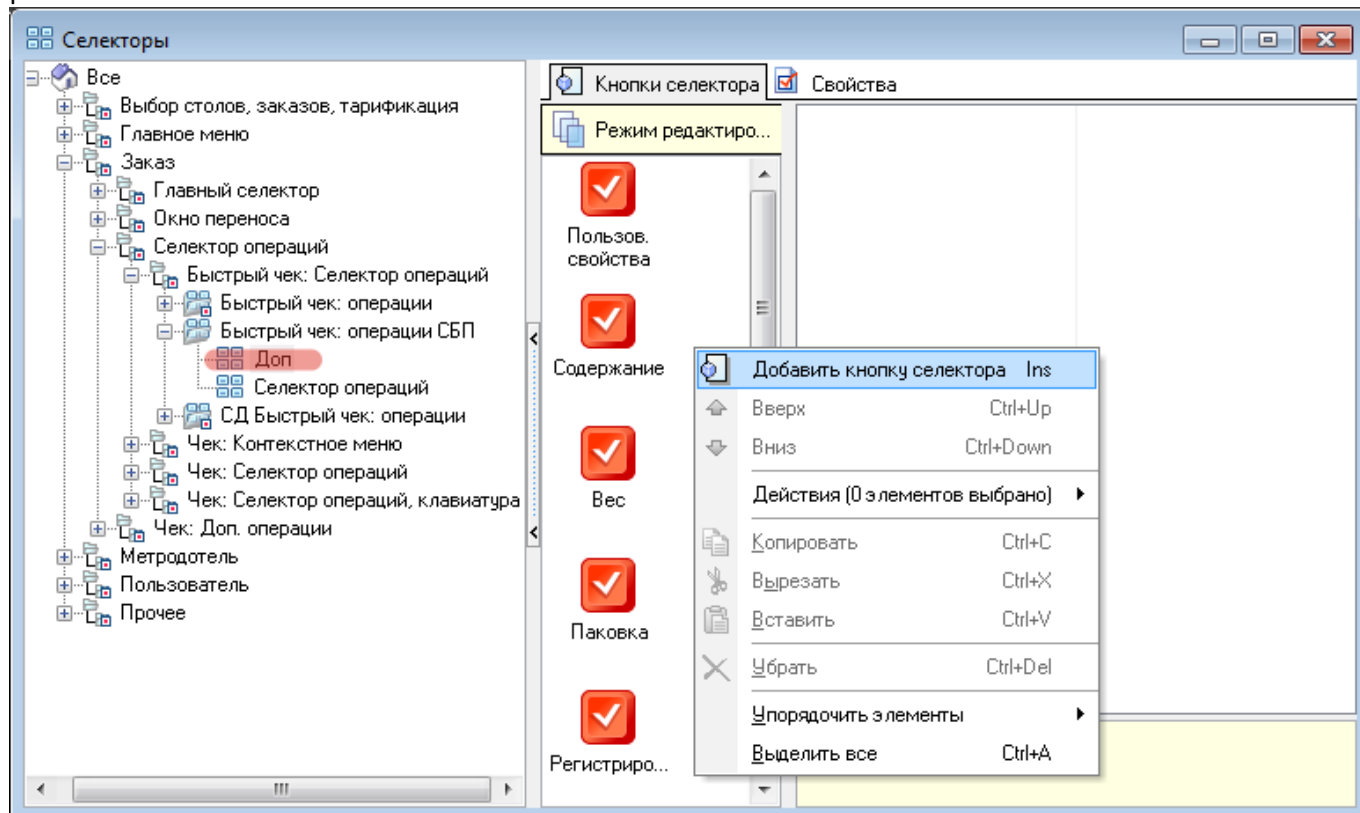 Селекторы
Все
Выбор столов, заказов, тарификация
Главное меню
Заказ
Главный селектор
Окно переноса
Селектор операций
Быстрый чек: Селектор операций
Быстрый чек: операции
Быстрый чек: операции СБП
Доп
Селектор операций
СД Быстрый чек: операции
Чек: Контекстное меню
Чек: Селектор операций
Чек: Селектор операций, клавиатура
Чек: Доп. операции
Метродотель
Пользователь
Прочее
Кнопки селектора
Свойства
Режим редактиро...
Пользов.
свойства
Содержание
Вес
Паковка
Регистриро...
Добавить кнопку селектора Ins
Вверх Ctrl+Up
Вниз Ctrl+Down
Действия (0 элементов выбрано)
Копировать Ctrl+C
Вырезать Ctrl+X
Вставить Ctrl+V
Убрать Ctrl+Del
Упорядочить элементы
Выделить все Ctrl+A